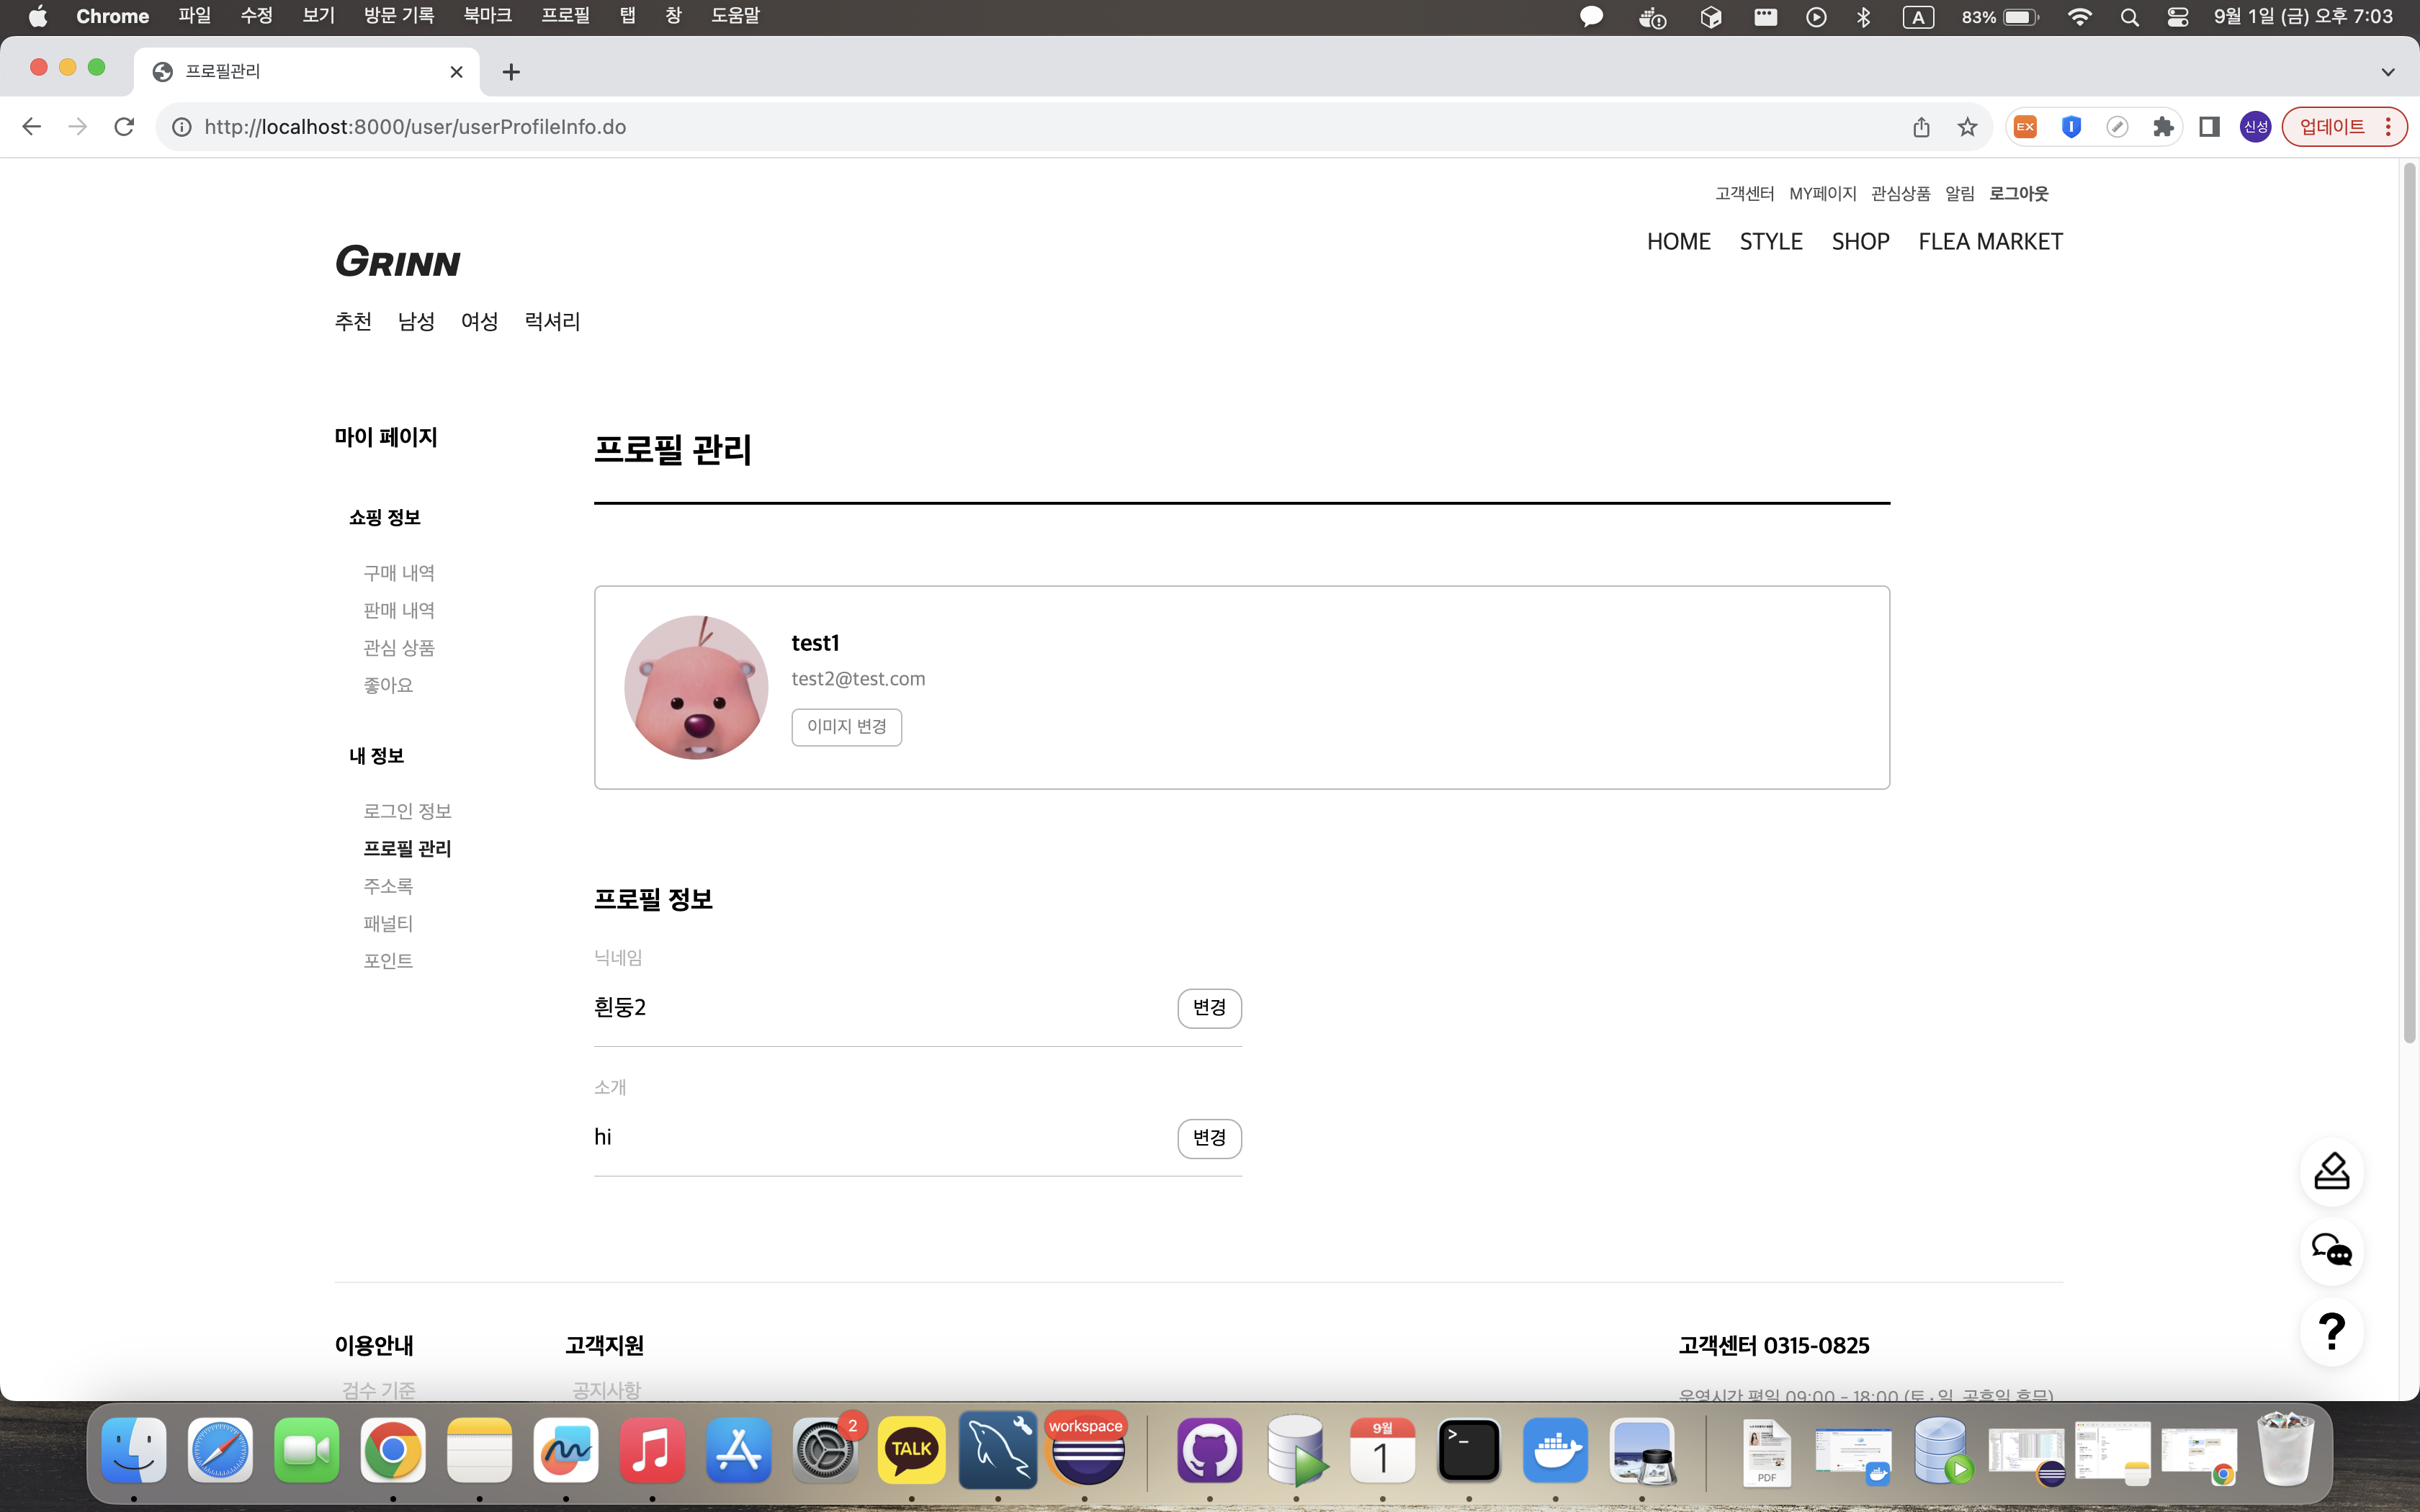 Chrome 파일 수정 보기 방문 기록 북마크 프로필 탭 창 도움말 A 83% 9월 1일 (금) 오후 7:03
프로필관리
http://localhost:8000/user/userProfileInfo.do EX 신성 업데이트
고객센터 MY페이지 관심상품 알림 로그아웃
HOME STYLE SHOP FLEA MARKET
GRINN
추천 남성 여성 럭셔리
마이 페이지
쇼핑 정보
구매 내역
판매 내역
관심 상품
좋아요
내 정보
로그인 정보
프로필 관리
주소록
패널티
포인트
프로필 관리
test1
test2@test.com
이미지 변경
프로필 정보
닉네임
흰둥2 변경
소개
hi 변경
이용안내 고객지원 고객센터 0315-0825
검수 기준 공지사항 운영시간 평일 09:00 - 18:00 (토·일, 공휴일 휴무)
2 TALK workspace 9월 1 >_ PDF
?